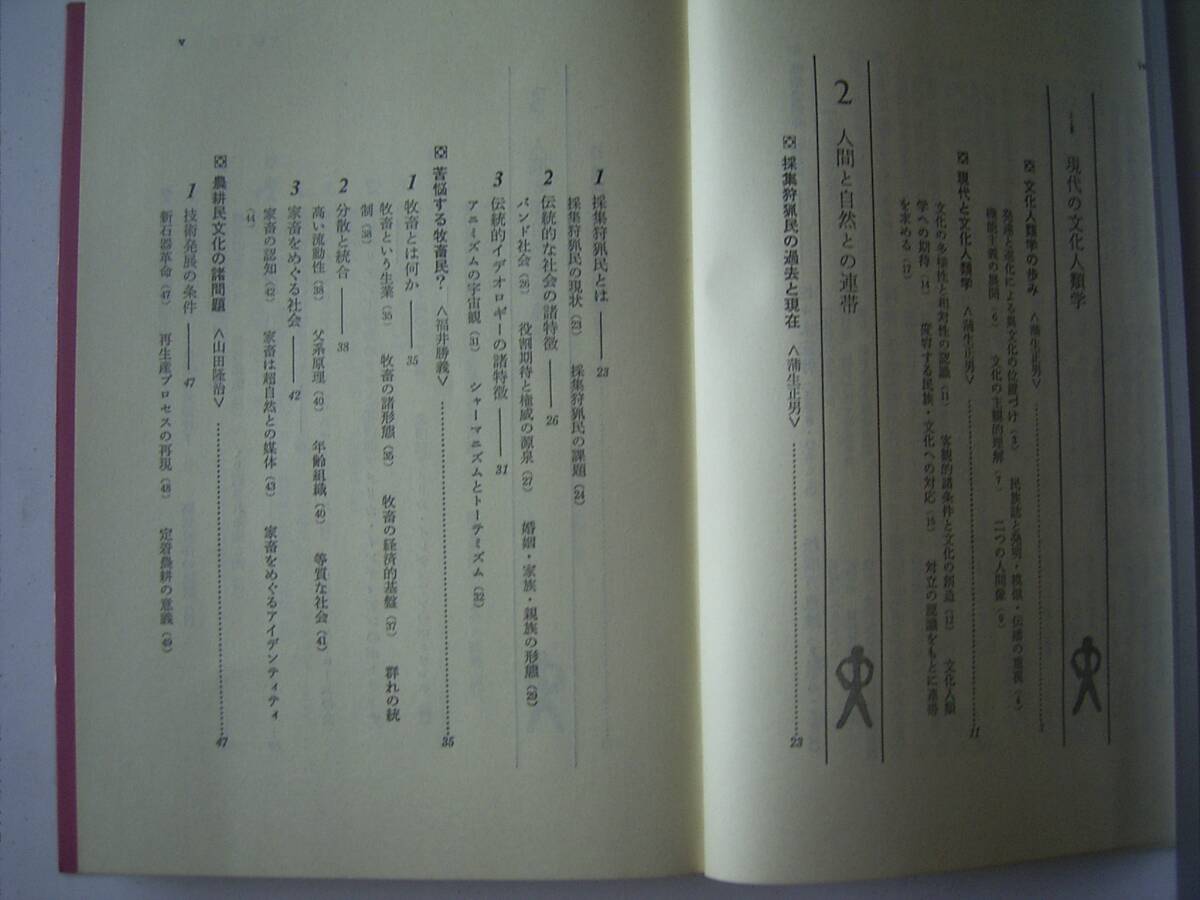 1 現代の文化人類学
文化人類学の歩み 〈蒲生正男〉 2
発達と進化による異文化の位置づけ (3) 民族誌と発明・模倣・伝播の重視 (4)
機能主義の展開 (6) 文化の主観的理解 (7) 二つの人間像 (9)
現代と文化人類学 〈蒲生正男〉 11
文化の多様性と相対性の認識 (11) 客観的諸条件と文化の創造 (12) 文化人類
学への期待 (14) 変容する民族・文化への対応 (15) 対立の認識をもとに連帯
を求める (17)
2 人間と自然との連帯
採集狩猟民の過去と現在 〈蒲生正男〉 23
1 採集狩猟民とは 23
採集狩猟民の現状 (23) 採集狩猟民の課題 (24)
2 伝統的な社会の諸特徴 26
バンド社会 (26) 役割期待と権威の源泉 (27) 婚姻・家族・親族の形態 (29)
3 伝統的イデオロギーの諸特徴 31
アニミズムの宇宙観 (31) シャーマニズムとトーテミズム (32)
苦悩する牧畜民？ 〈福井勝義〉 35
1 牧畜とは何か 35
牧畜という生業 (35) 牧畜の諸形態 (36) 牧畜の経済的基盤 (37) 群れの統
制 (38)
2 分散と統合 38
高い流動性 (38) 父系原理 (40) 年齢組織 (40) 等質な社会 (41)
3 家畜をめぐる社会 42
家畜の認知 (42) 家畜は超自然との媒体 (43) 家畜をめぐるアイデンティティ
(44)
農耕民文化の諸問題 〈山田隆治〉 47
1 技術発展の条件 47
新石器革命 (47) 再生産プロセスの再現 (48) 定着農耕の意義 (49)
v